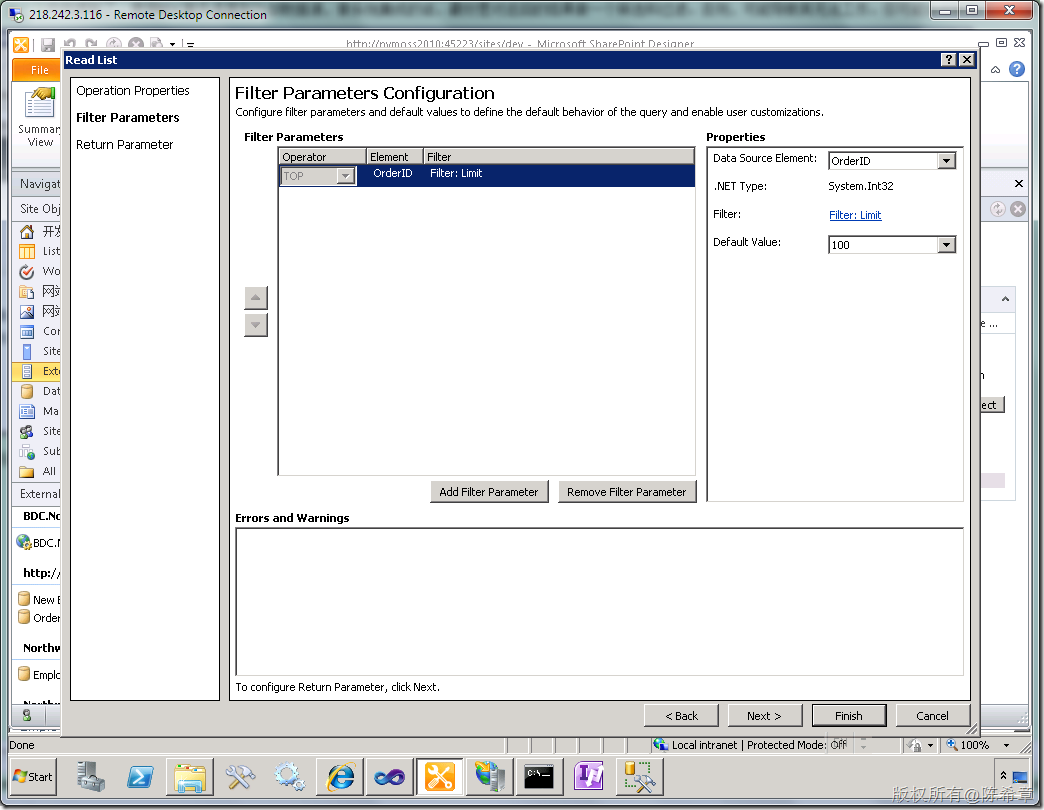 218.242.3.116 - Remote Desktop Connection
http://nvmoss2010:45223/sites/dev - Microsoft SharePoint Designer
Read List
File
Summary
View
Navigat
Site Obj
开发
List
Wo
网站
网站
Con
Site
Exte
Dat
Ma
Site
Sub
All
External
BDC.No
BDC.N
http:/
New E
Order
Northw
Emplo
Operation Properties
Filter Parameters
Return Parameter
Filter Parameters Configuration
Configure filter parameters and default values to define the default behavior of the query and enable user customizations.
Filter Parameters
Operator Element Filter
TOP OrderID Filter: Limit
Add Filter Parameter Remove Filter Parameter
Properties
Data Source Element: OrderID
.NET Type: System.Int32
Filter: Filter: Limit
Default Value: 100
e ...
ect
Errors and Warnings
To configure Return Parameter, click Next.
< Back Next > Finish Cancel
Done Local intranet | Protected Mode: Off 100%
Start
版权所有@陈希章